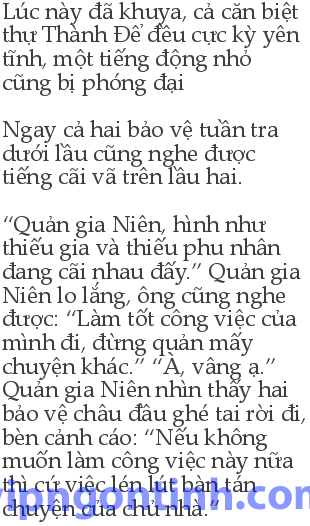 Lúc này đã khuya, cả căn biệt
thự Thành Để đều cực kỳ yên
tĩnh, một tiếng động nhỏ
cũng bị phóng đại
Ngay cả hai bảo vệ tuần tra
dưới lầu cũng nghe được
tiếng cãi vã trên lầu hai.
“Quản gia Niên, hình như
thiếu gia và thiếu phu nhân
đang cãi nhau đấy.” Quản gia
Niên lo lắng, ông cũng nghe
được: “Làm tốt công việc của
mình đi, đừng quản mấy
chuyện khác.” “À, vâng ạ.”
Quản gia Niên nhìn thấy hai
bảo vệ châu đầu ghé tai rời đi,
bèn cảnh cáo: “Nếu không
muốn làm công việc này nữa
thì cứ việc lén lút bàn tán
chuyện của chủ nhà.”
vipngontinh.com